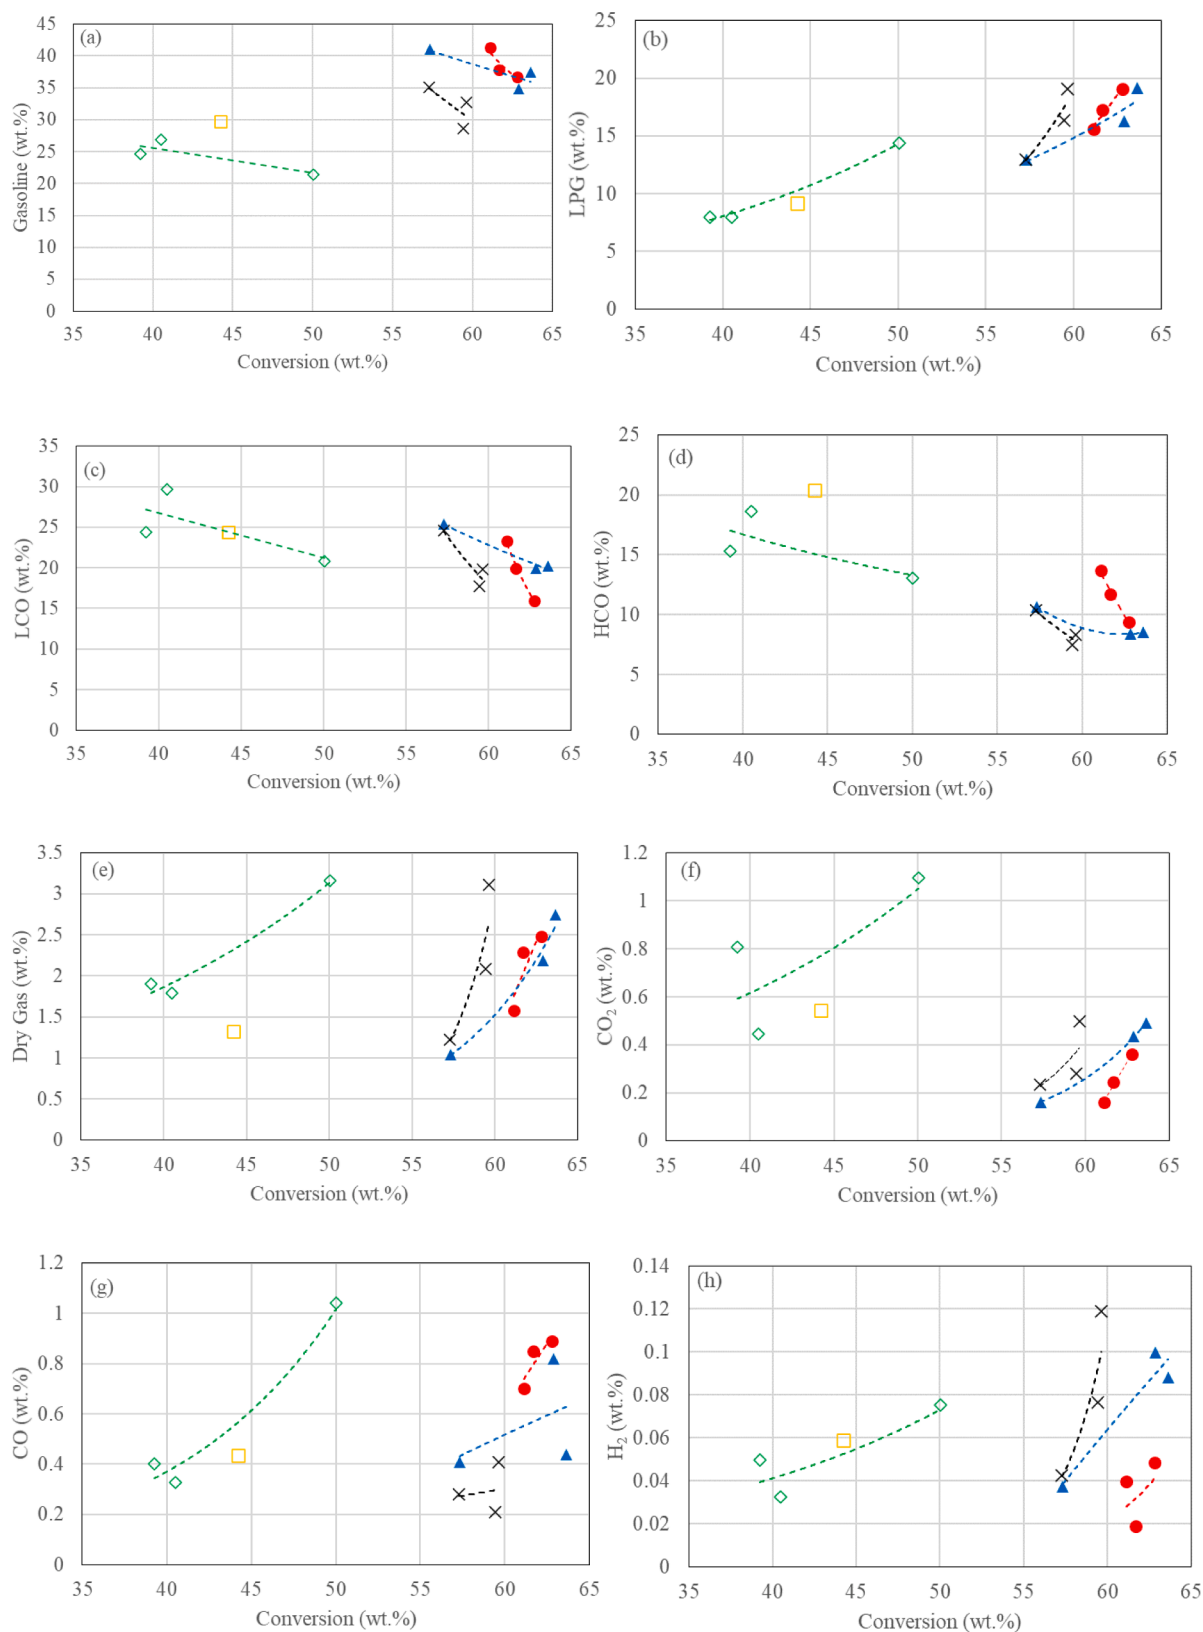 (a)
Gasoline (wt.%)
45
40
35
30
25
20
15
10
5
0
35 40 45 50 55 60 65
Conversion (wt.%)
(b)
LPG (wt.%)
25
20
15
10
5
0
35 40 45 50 55 60 65
Conversion (wt.%)
(c)
LCO (wt.%)
35
30
25
20
15
10
5
0
35 40 45 50 55 60 65
Conversion (wt.%)
(d)
HCO (wt.%)
25
20
15
10
5
0
35 40 45 50 55 60 65
Conversion (wt.%)
(e)
Dry Gas (wt.%)
3.5
3
2.5
2
1.5
1
0.5
0
35 40 45 50 55 60 65
Conversion (wt.%)
(f)
CO₂ (wt.%)
1.2
1
0.8
0.6
0.4
0.2
0
35 40 45 50 55 60 65
Conversion (wt.%)
(g)
CO (wt.%)
1.2
1
0.8
0.6
0.4
0.2
0
35 40 45 50 55 60 65
Conversion (wt.%)
(h)
H₂ (wt.%)
0.14
0.12
0.1
0.08
0.06
0.04
0.02
0
35 40 45 50 55 60 65
Conversion (wt.%)